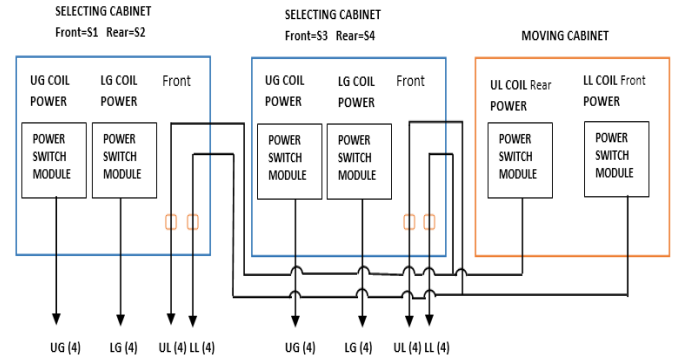 SELECTING CABINET
Front=S1 Rear=S2
SELECTING CABINET
Front=S3 Rear=S4
MOVING CABINET
UG COIL POWER
LG COIL POWER
Front
UG COIL POWER
LG COIL POWER
Front
UL COIL Rear POWER
LL COIL Front POWER
POWER SWITCH MODULE
POWER SWITCH MODULE
POWER SWITCH MODULE
POWER SWITCH MODULE
POWER SWITCH MODULE
POWER SWITCH MODULE
UG (4)
LG (4)
UL (4) LL (4)
UG (4)
LG (4)
UL (4) LL (4)